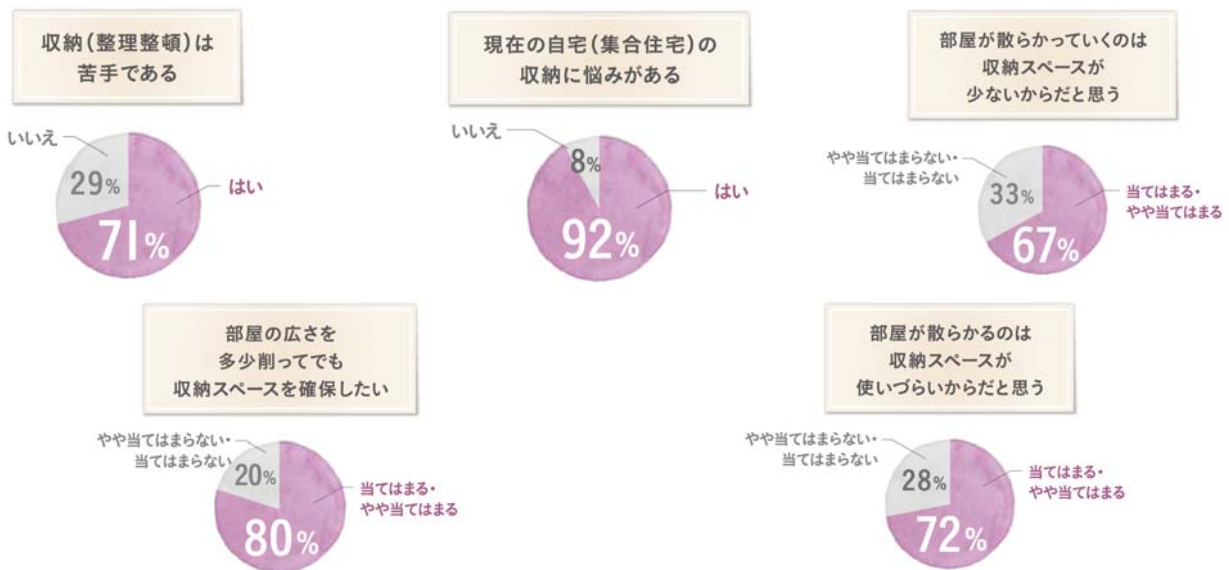 収納(整理整頓)は
苦手である
いいえ
29%
71%
はい
現在の自宅(集合住宅)の
収納に悩みがある
いいえ
8%
92%
はい
部屋が散らかっていくのは
収納スペースが
少ないからだと思う
やや当てはまらない・
当てはまらない
33%
67%
当てはまる・
やや当てはまる
部屋の広さを
多少削ってでも
収納スペースを確保したい
やや当てはまらない・
当てはまらない
20%
80%
当てはまる・
やや当てはまる
部屋が散らかるのは
収納スペースが
使いづらいからだと思う
やや当てはまらない・
当てはまらない
28%
72%
当てはまる・
やや当てはまる